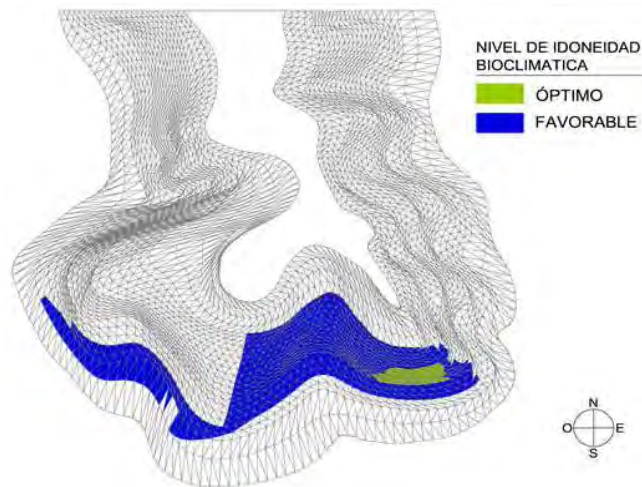 NIVEL DE IDONEIDAD
BIOCLIMATICA
ÓPTIMO
FAVORABLE
N
O E
S